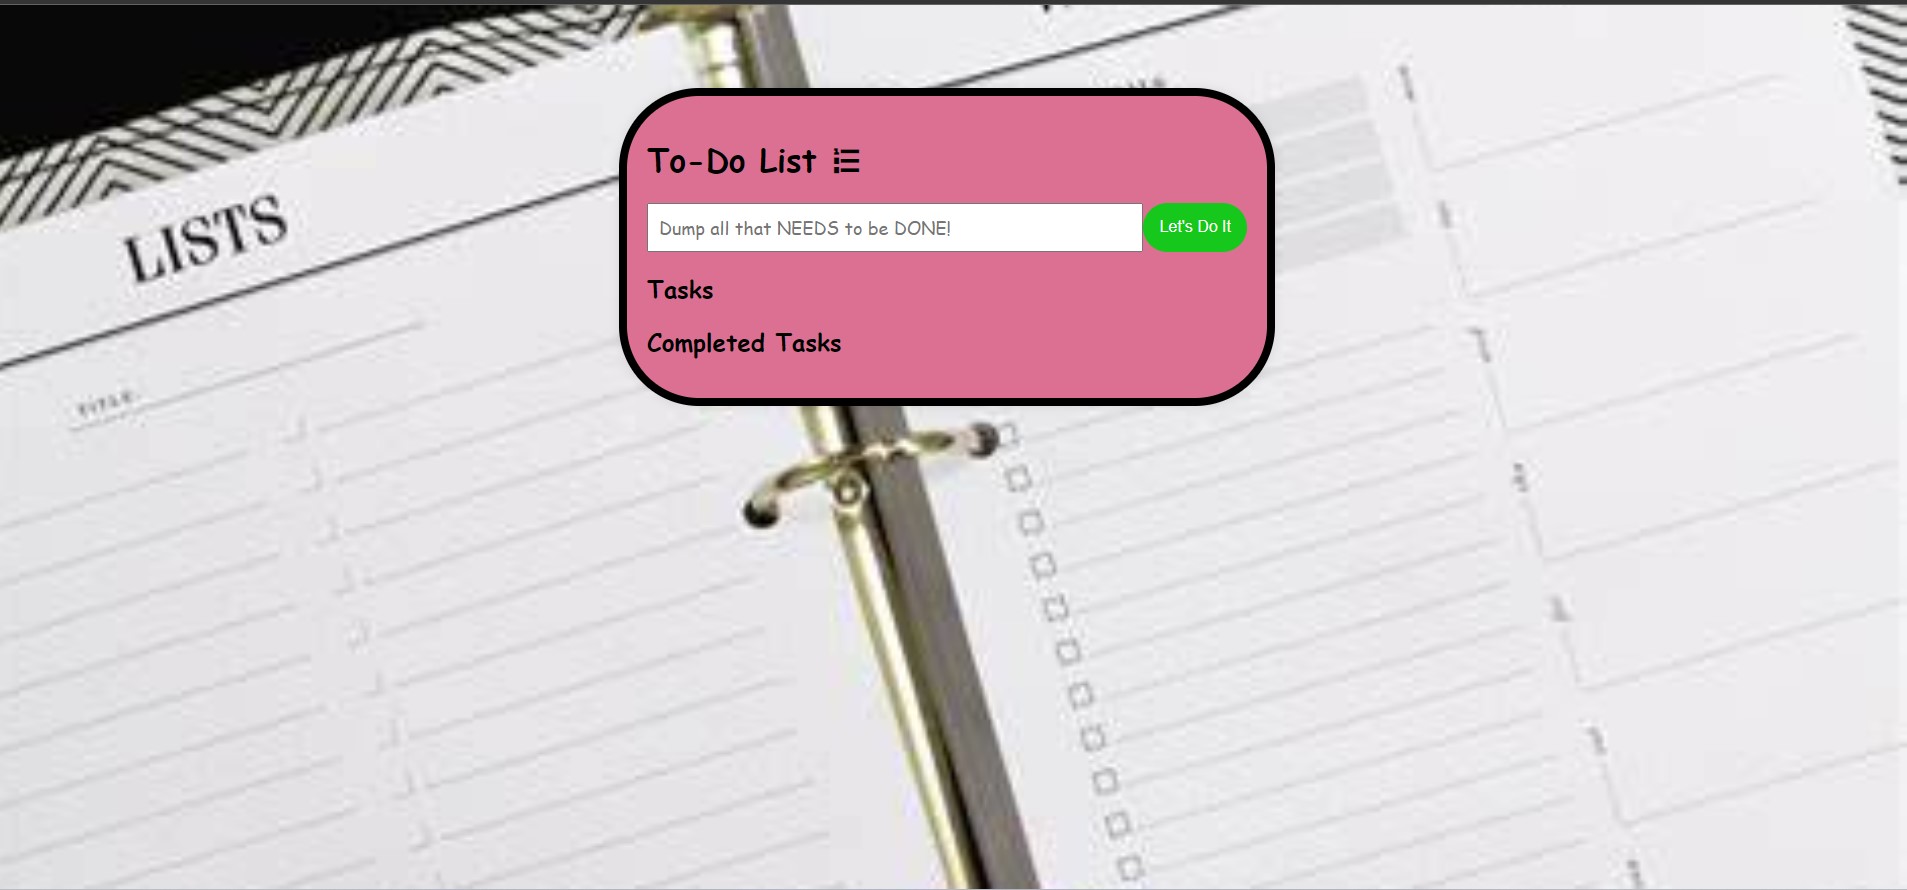 LISTS
TITLE:
To-Do List
Dump all that NEEDS to be DONE!
Let's Do It
Tasks
Completed Tasks